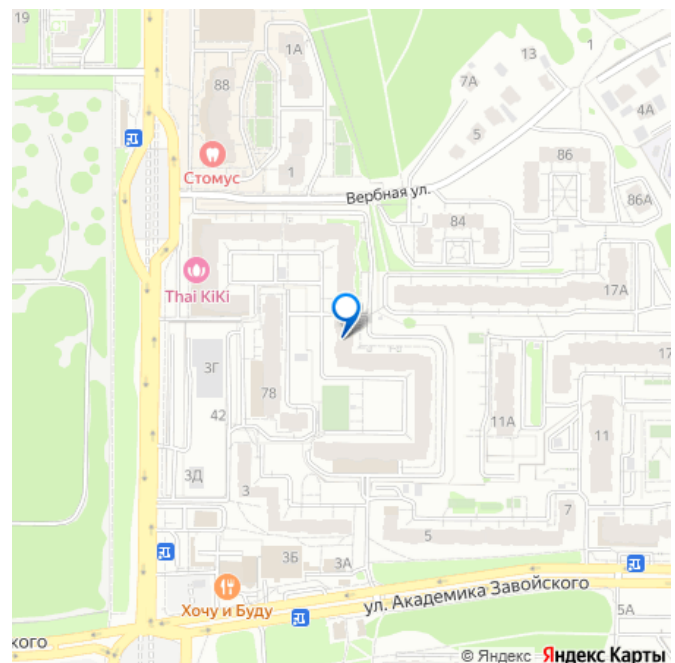 19
1А
13
1
88
7А
4А
5
86
Стомус
1
Вербная ул.
86А
84
Thai KiKi
17А
3Г
17
78
42
11А
11
3Д
3
7
5
3Б
3А
Хочу и Буду
ул. Академика Завойского
5А
кого
© Яндекс Яндекс Карты